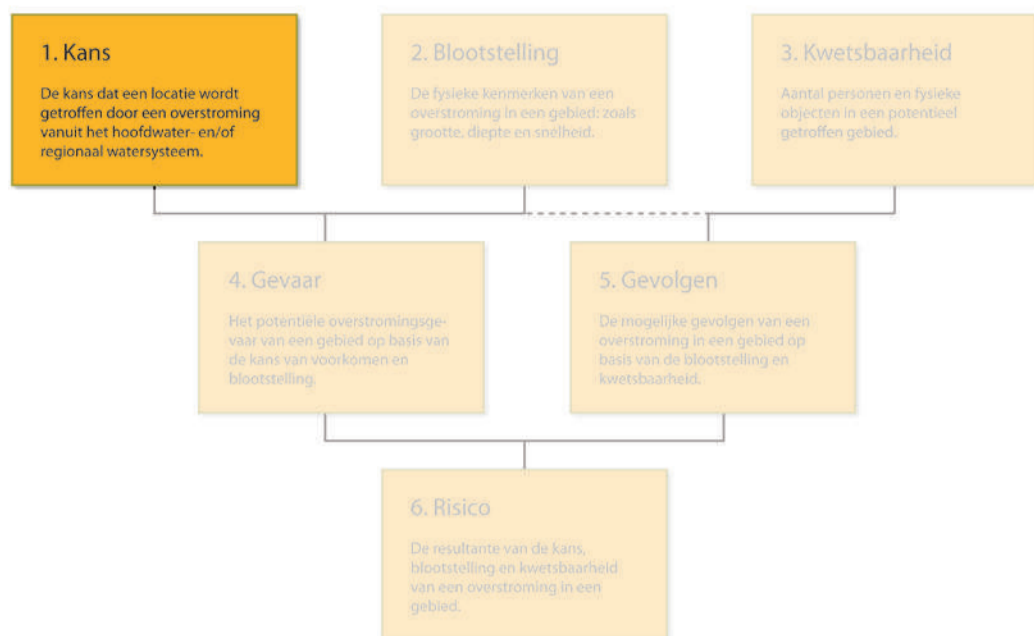 1. Kans
De kans dat een locatie wordt
getroffen door een overstroming
vanuit het hoofdwater- en/of
regionaal watersysteem.
2. Blootstelling
De fysieke kenmerken van een
overstroming in een gebied: zoals
grootte, diepte en snelheid.
3. Kwetsbaarheid
Aantal personen en fysieke
objecten in een potentieel
getroffen gebied.
4. Gevaar
Het potentiële overstromingsge-
vaar van een gebied op basis van
de kans van voorkomen en
blootstelling.
5. Gevolgen
De mogelijke gevolgen van een
overstroming in een gebied op
basis van de blootstelling en
kwetsbaarheid.
6. Risico
De resultante van de kans,
blootstelling en kwetsbaarheid
van een overstroming in een
gebied.